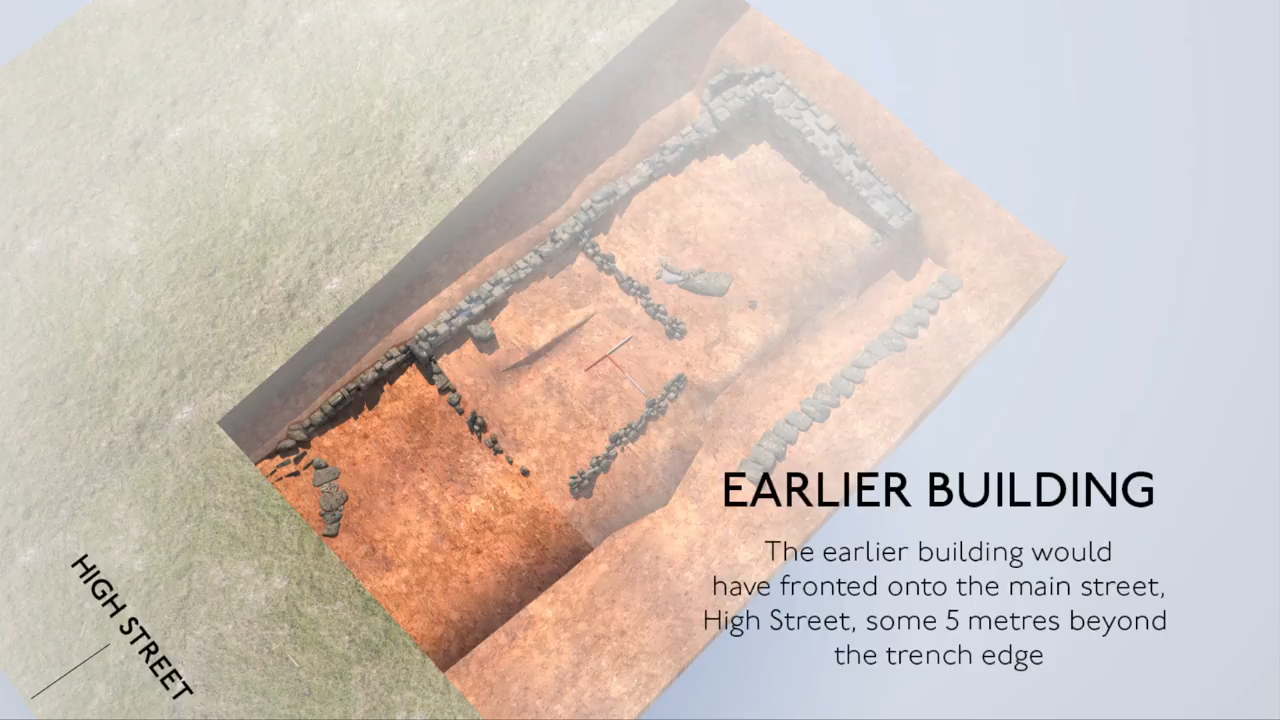 EARLIER BUILDING
The earlier building would
have fronted onto the main street,
High Street, some 5 metres beyond
the trench edge
HIGH STREET